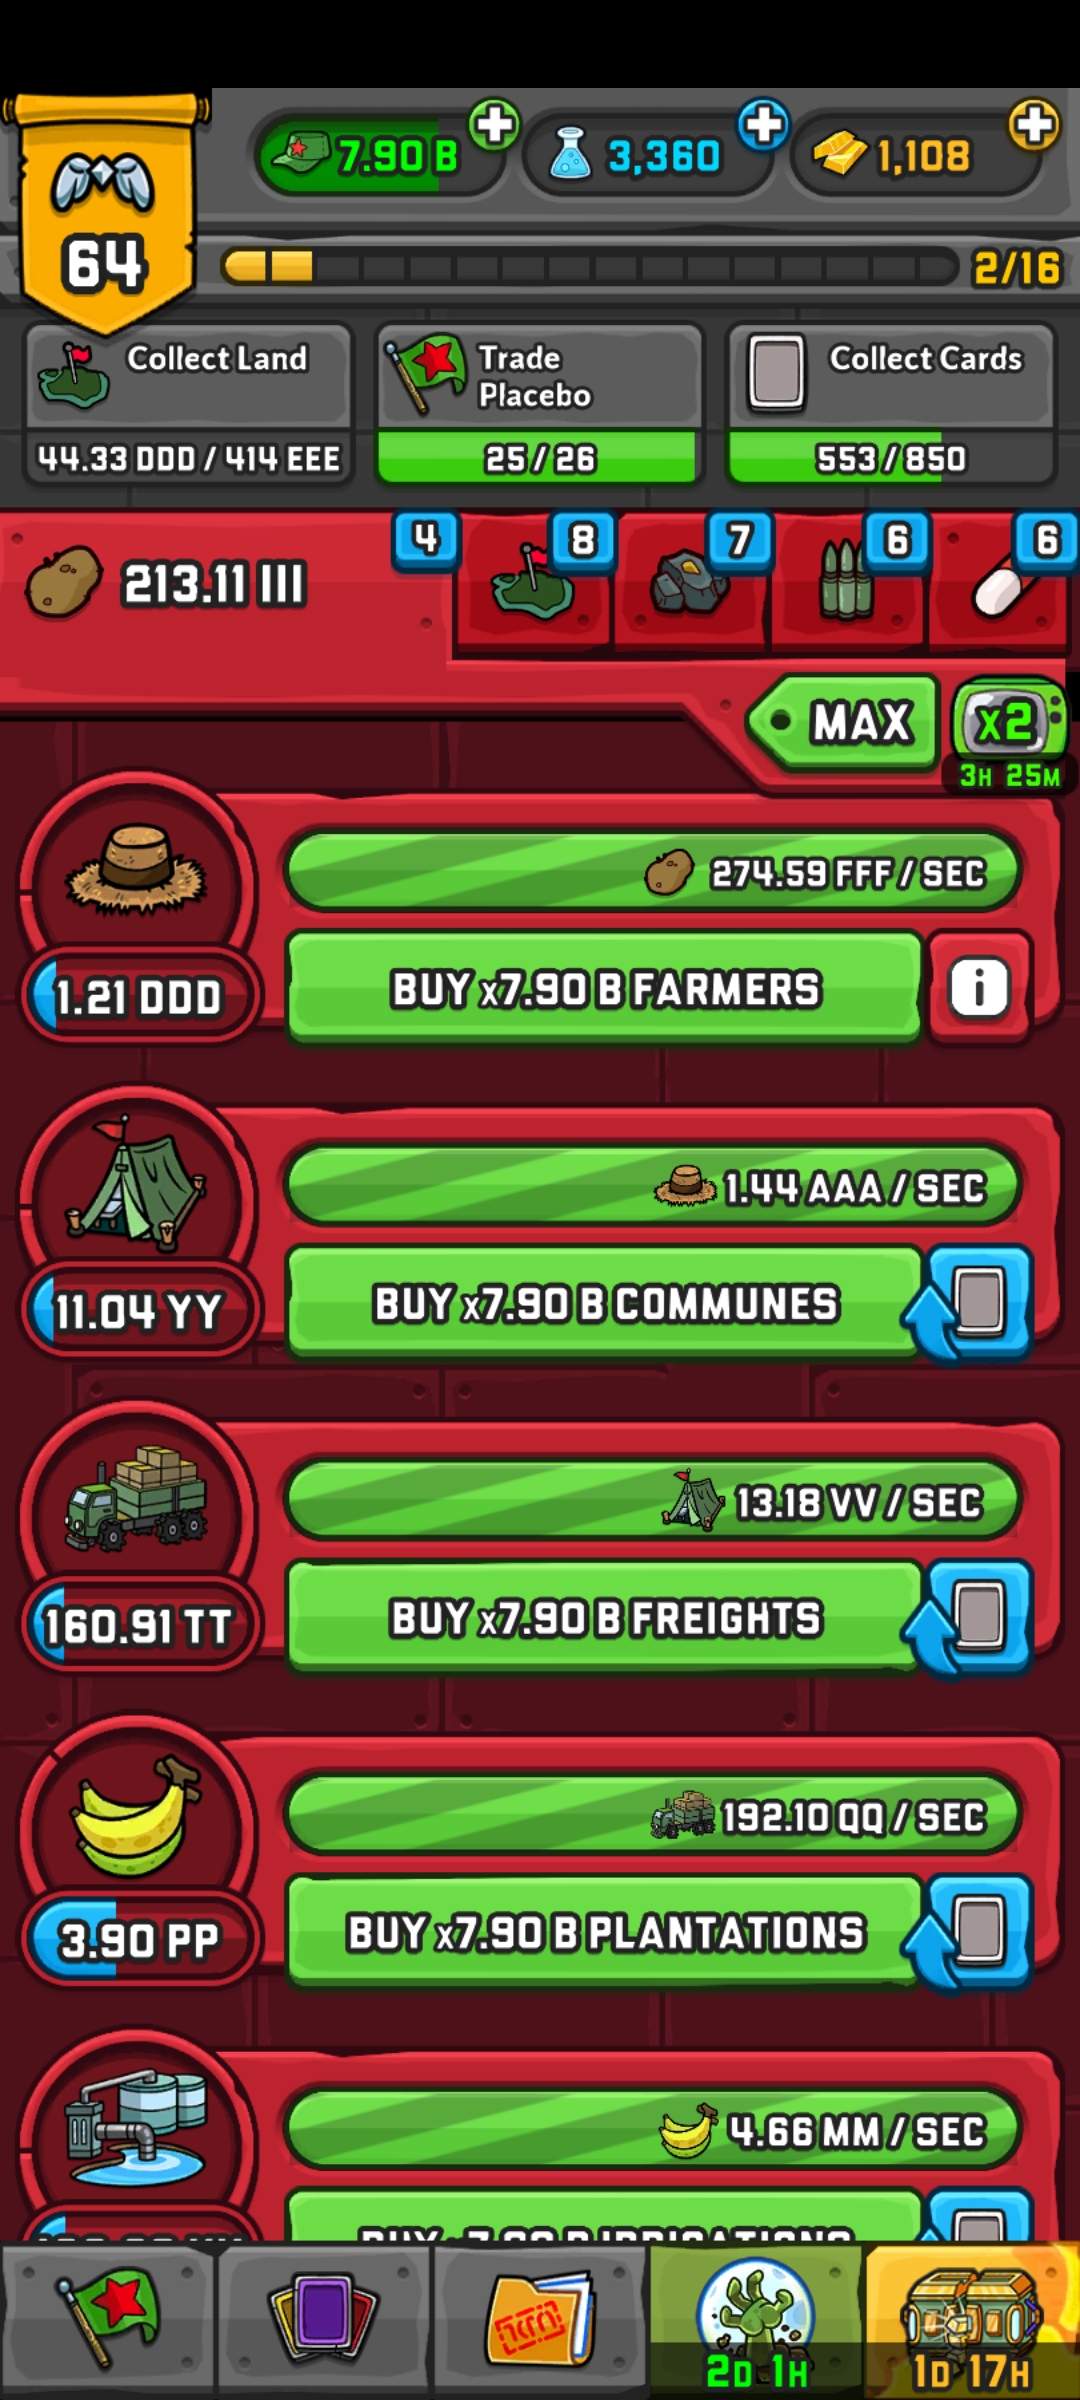 7.90 B
3,360
1,108
64
2/16
Collect Land
44.33 DDD / 414 EEE
Trade
Placebo
25 / 26
Collect Cards
553 / 850
213.11 III
4
8
7
6
6
MAX
x2
3H 25M
274.59 FFF / SEC
1.21 DDD
BUY x7.90 B FARMERS
i
1.44 AAA / SEC
11.04 YY
BUY x7.90 B COMMUNES
13.18 VV / SEC
160.91 TT
BUY x7.90 B FREIGHTS
192.10 QQ / SEC
3.90 PP
BUY x7.90 B PLANTATIONS
4.66 MM / SEC
BUY x7.90 B IRRIGATIONS
2D 1H
1D 17H